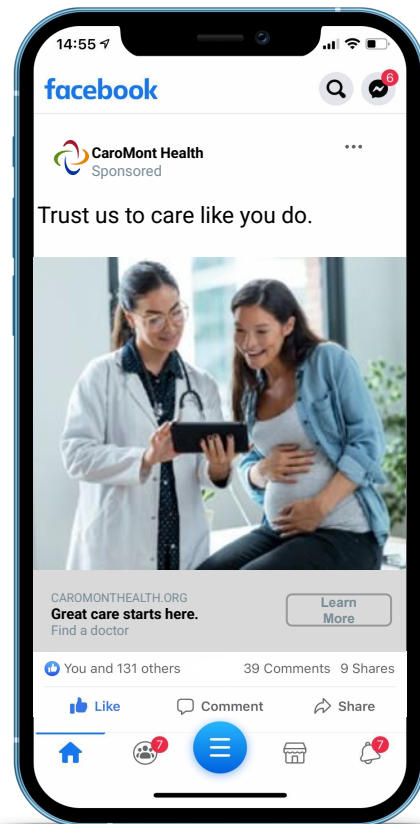 14:55
6
facebook
CaroMont Health
Sponsored
Trust us to care like you do.
CAROMONTHEALTH.ORG
Great care starts here.
Find a doctor
Learn
More
You and 131 others 39 Comments 9 Shares
Like Comment Share
7 7